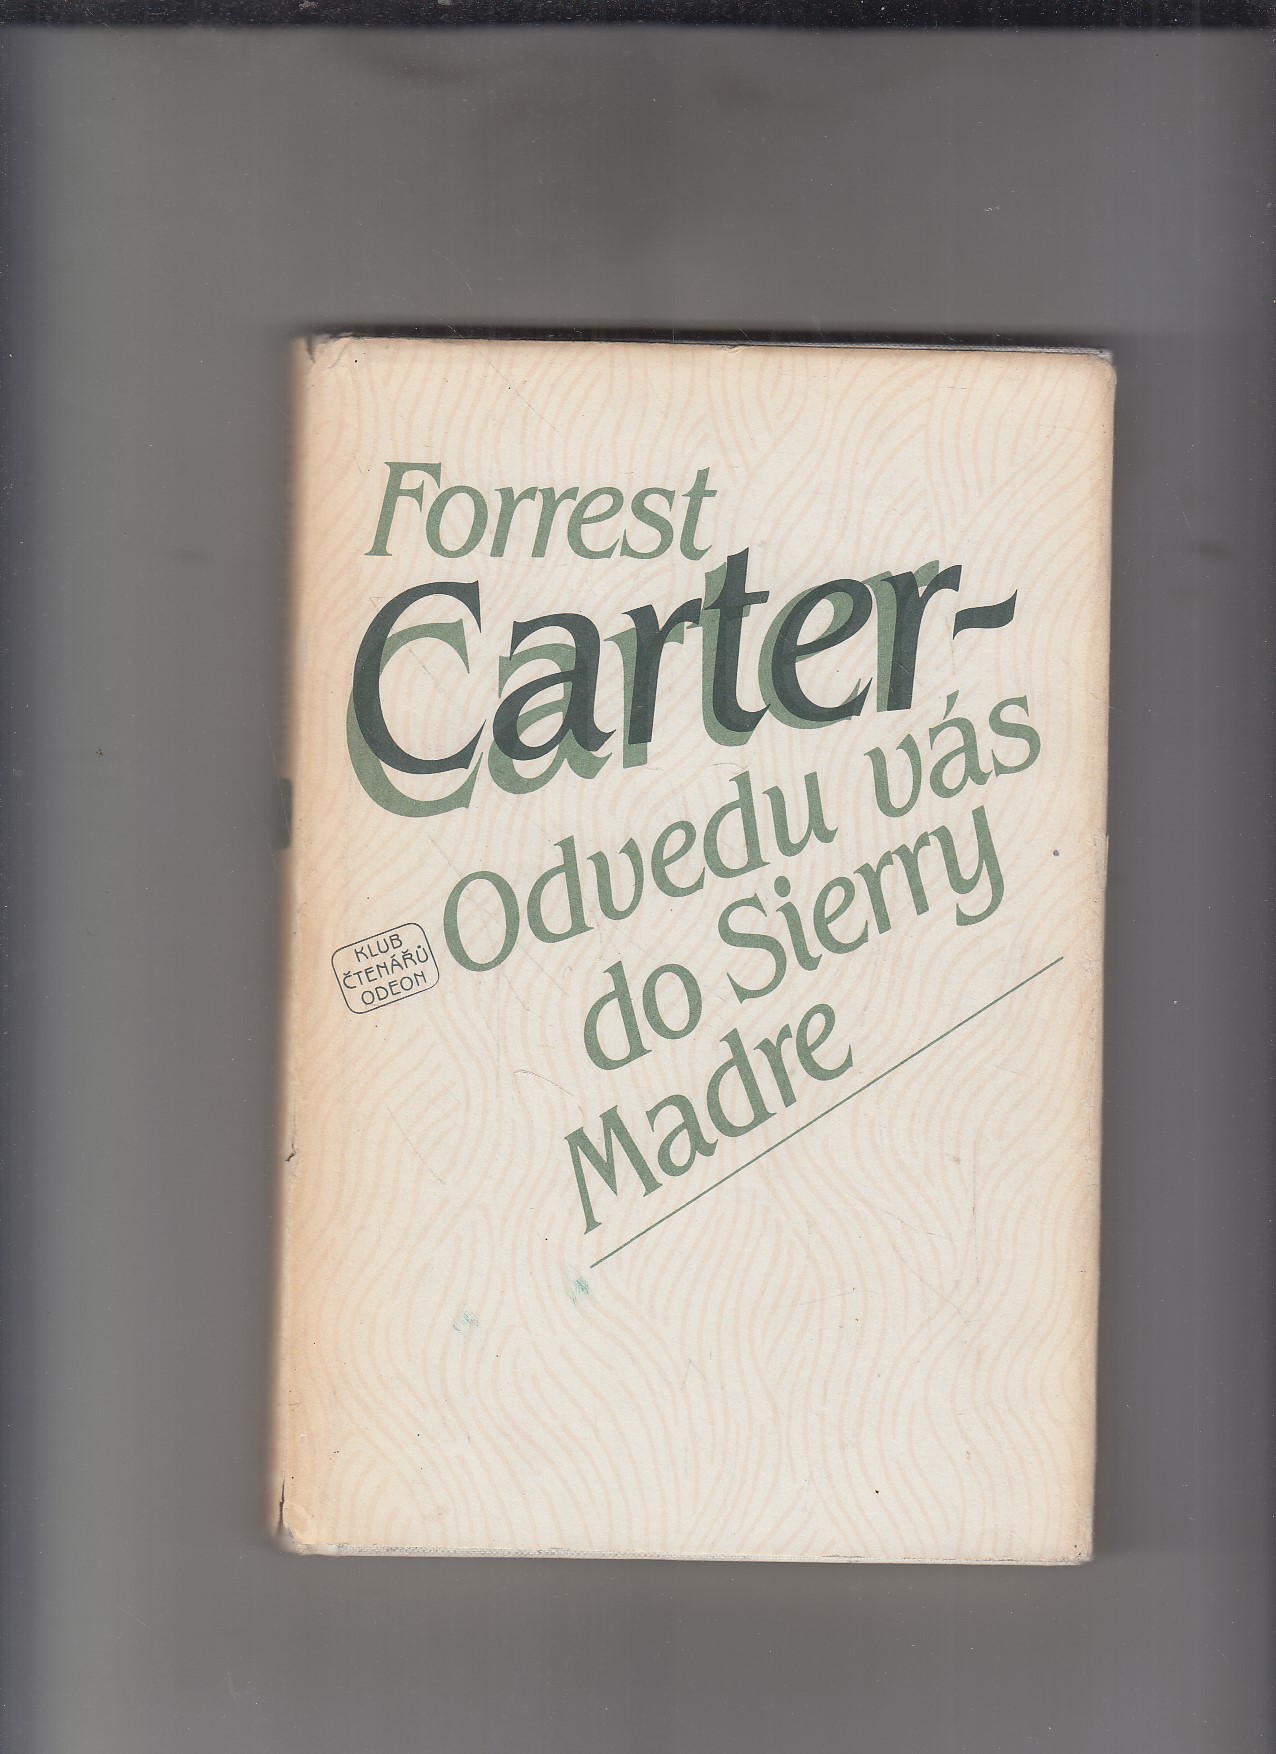 Forrest
Carter-
Odvedu vás
do Sierry
Madre
KLUB
ČTENÁŘŮ
ODEON